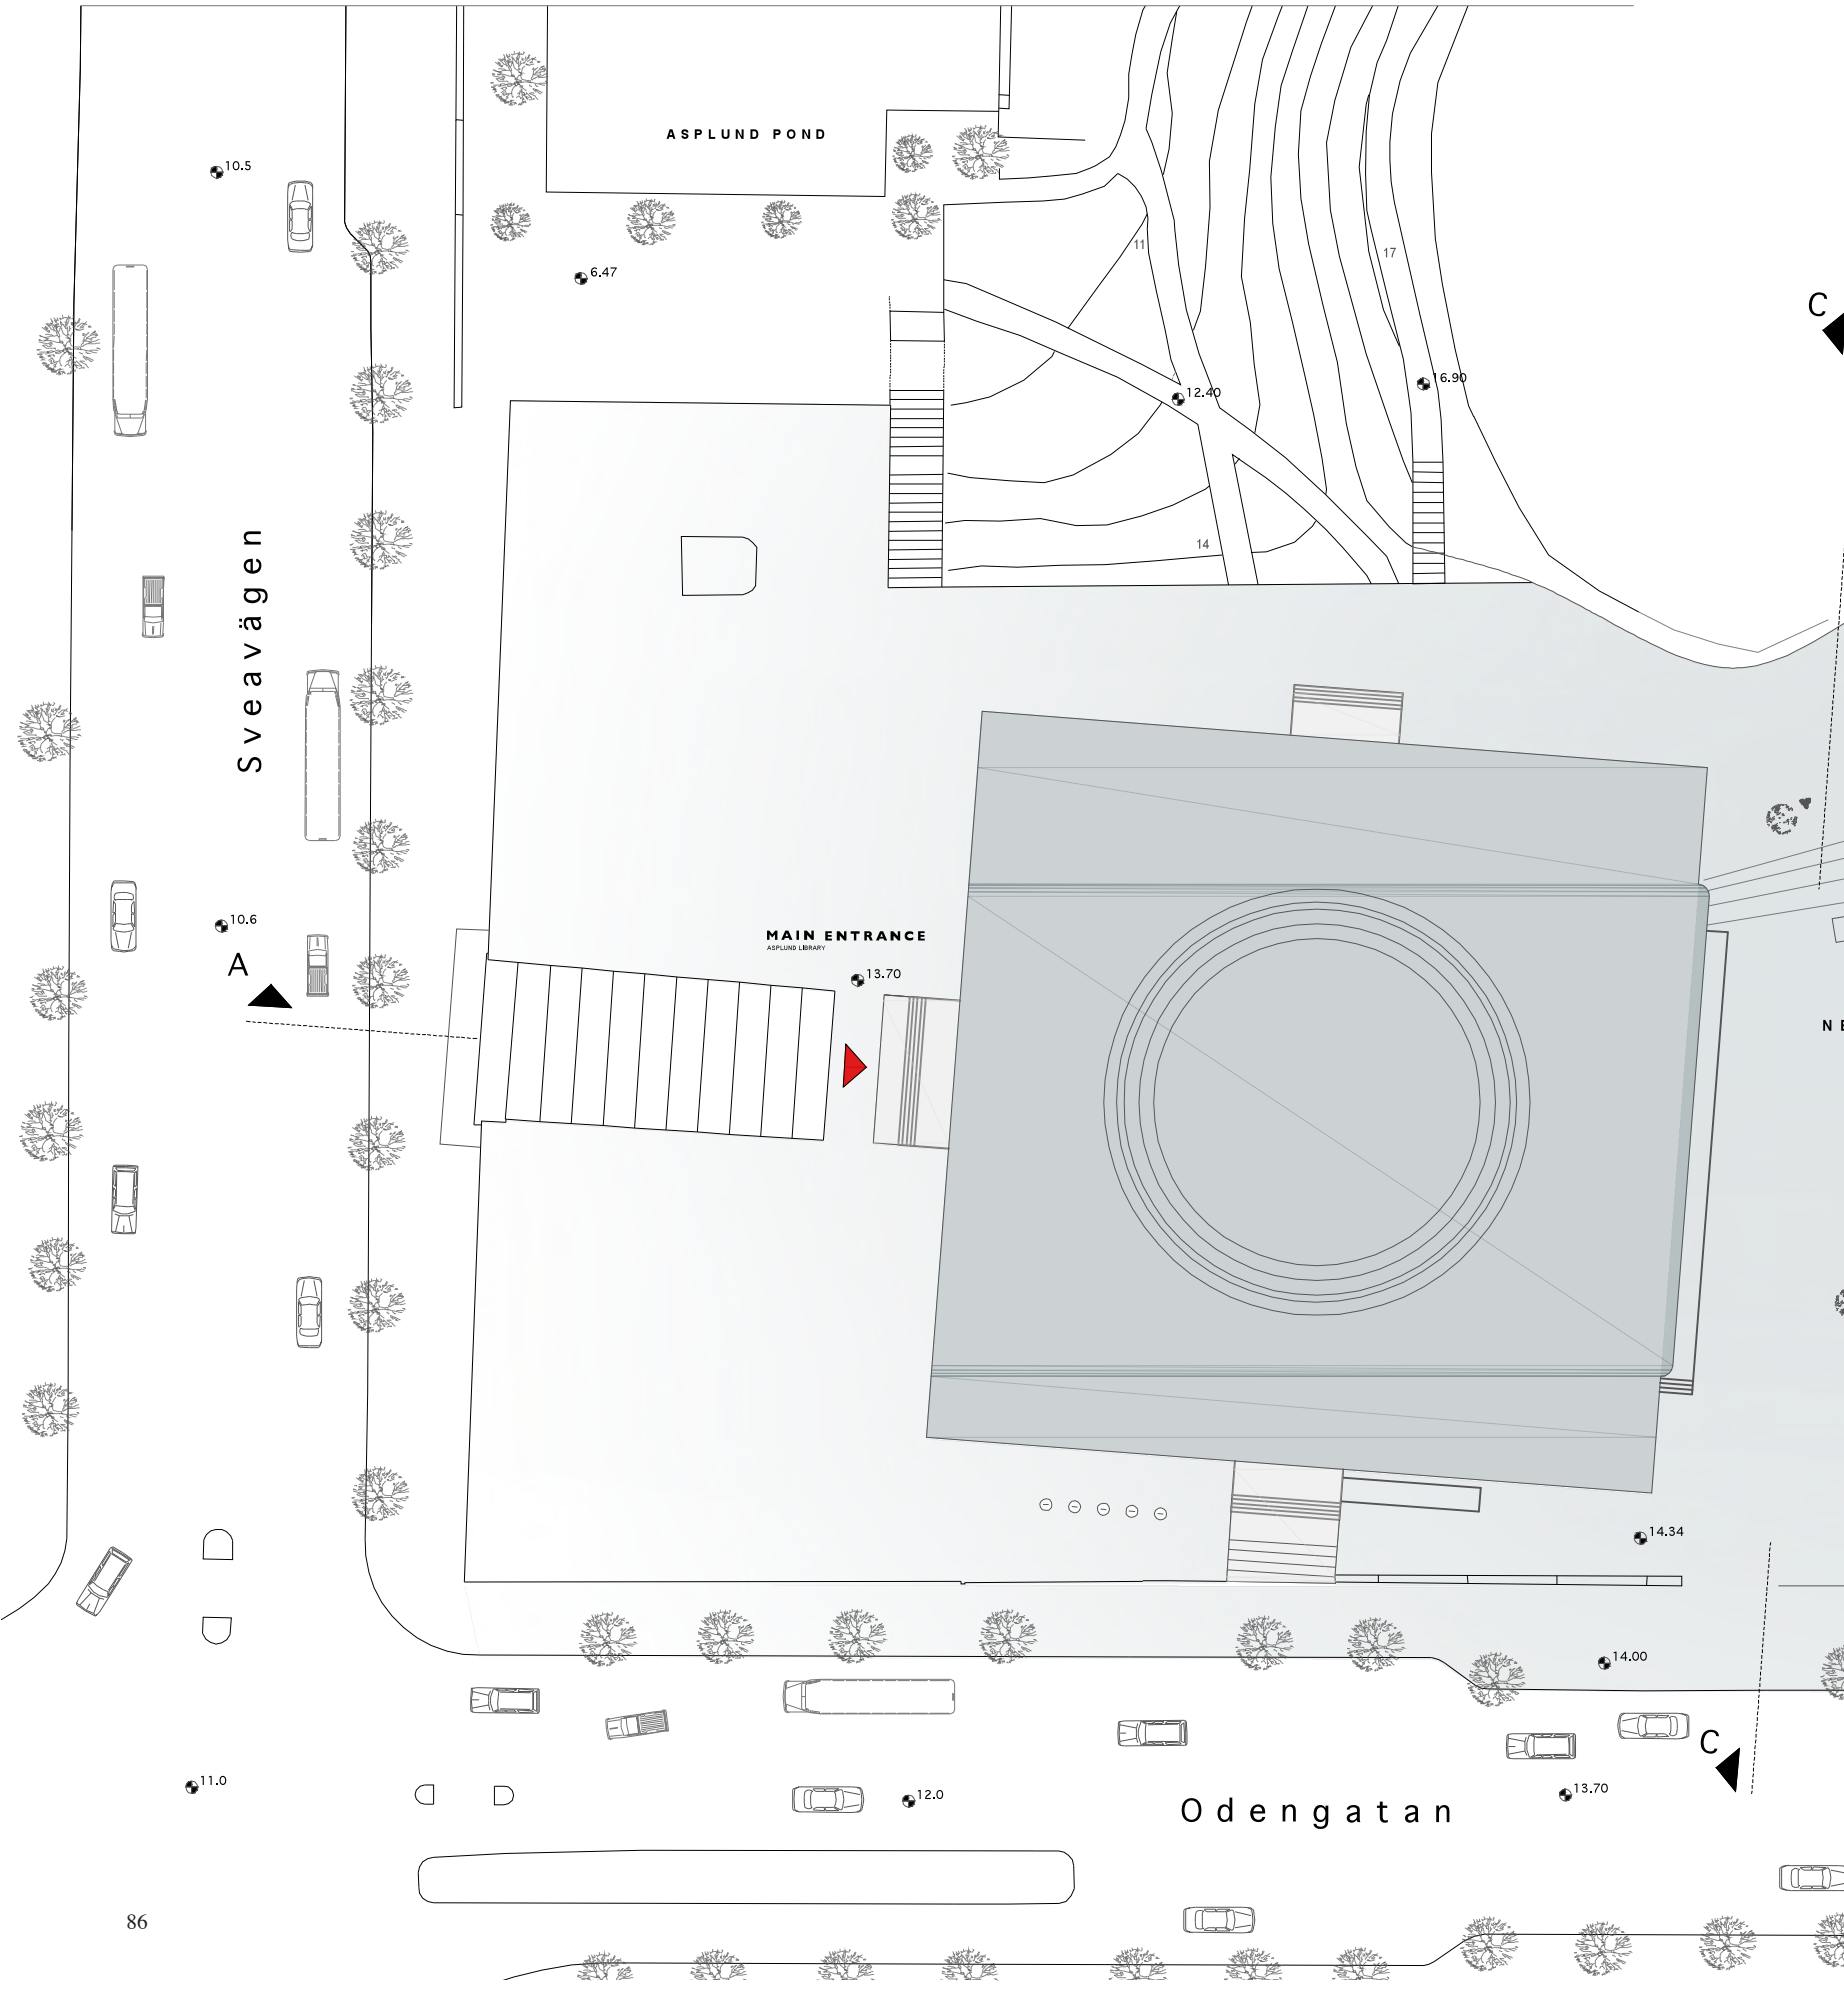 ASPLUND POND
10.5
11
17
6.47
C
16.90
12.40
14
Sveavägen
10.6
MAIN ENTRANCE
ASPLUND LIBRARY
A
13.70
NE
14.34
14.00
C
11.0
12.0
13.70
Odengatan
86